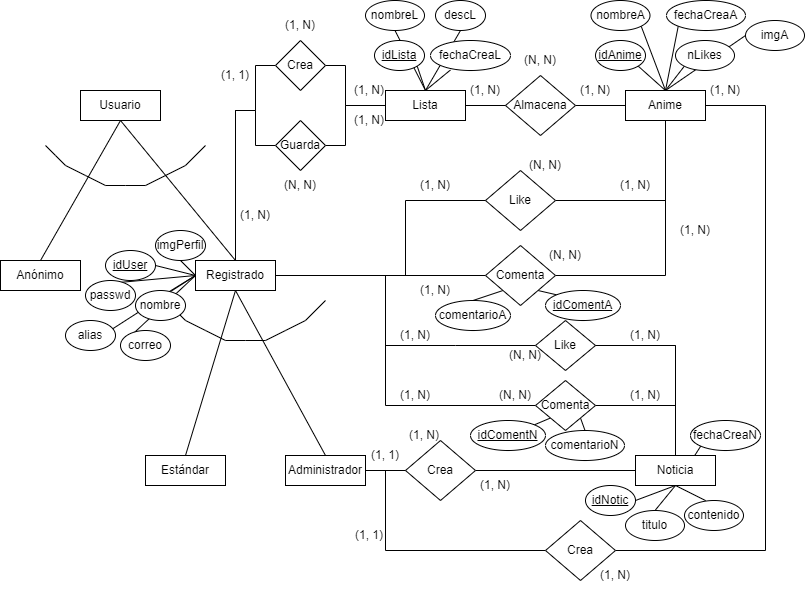 nombreL
descL
nombreA
fechaCreaA
(1, N)
imgA
idLista
fechaCreaL
idAnime
nLikes
(N, N)
Crea
(1, 1)
(1, N)
(1, N)
(1, N)
(1, N)
Usuario
Lista
Almacena
Anime
(1, N)
Guarda
(N, N)
(N, N)
(1, N)
(1, N)
Like
(1, N)
(1, N)
imgPerfil
(N, N)
idUser
Anónimo
Registrado
Comenta
passwd
(1, N)
nombre
idComentA
comentarioA
alias
correo
(1, N)
Like
(1, N)
(N, N)
(1, N)
(N, N)
(1, N)
Comenta
idComentN
comentarioN
fechaCreaN
(1, N)
(1, 1)
Estándar
Administrador
Crea
Noticia
(1, N)
idNotic
titulo
contenido
(1, 1)
Crea
(1, N)